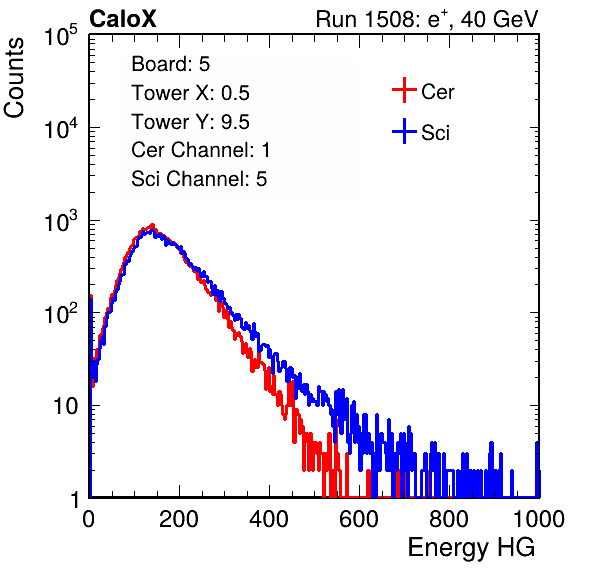 CaloX Run 1508: e⁺, 40 GeV
Counts
Board: 5
Tower X: 0.5
Tower Y: 9.5
Cer Channel: 1
Sci Channel: 5
Cer
Sci
10⁵
10⁴
10³
10²
10
1
0 200 400 600 800 1000
Energy HG